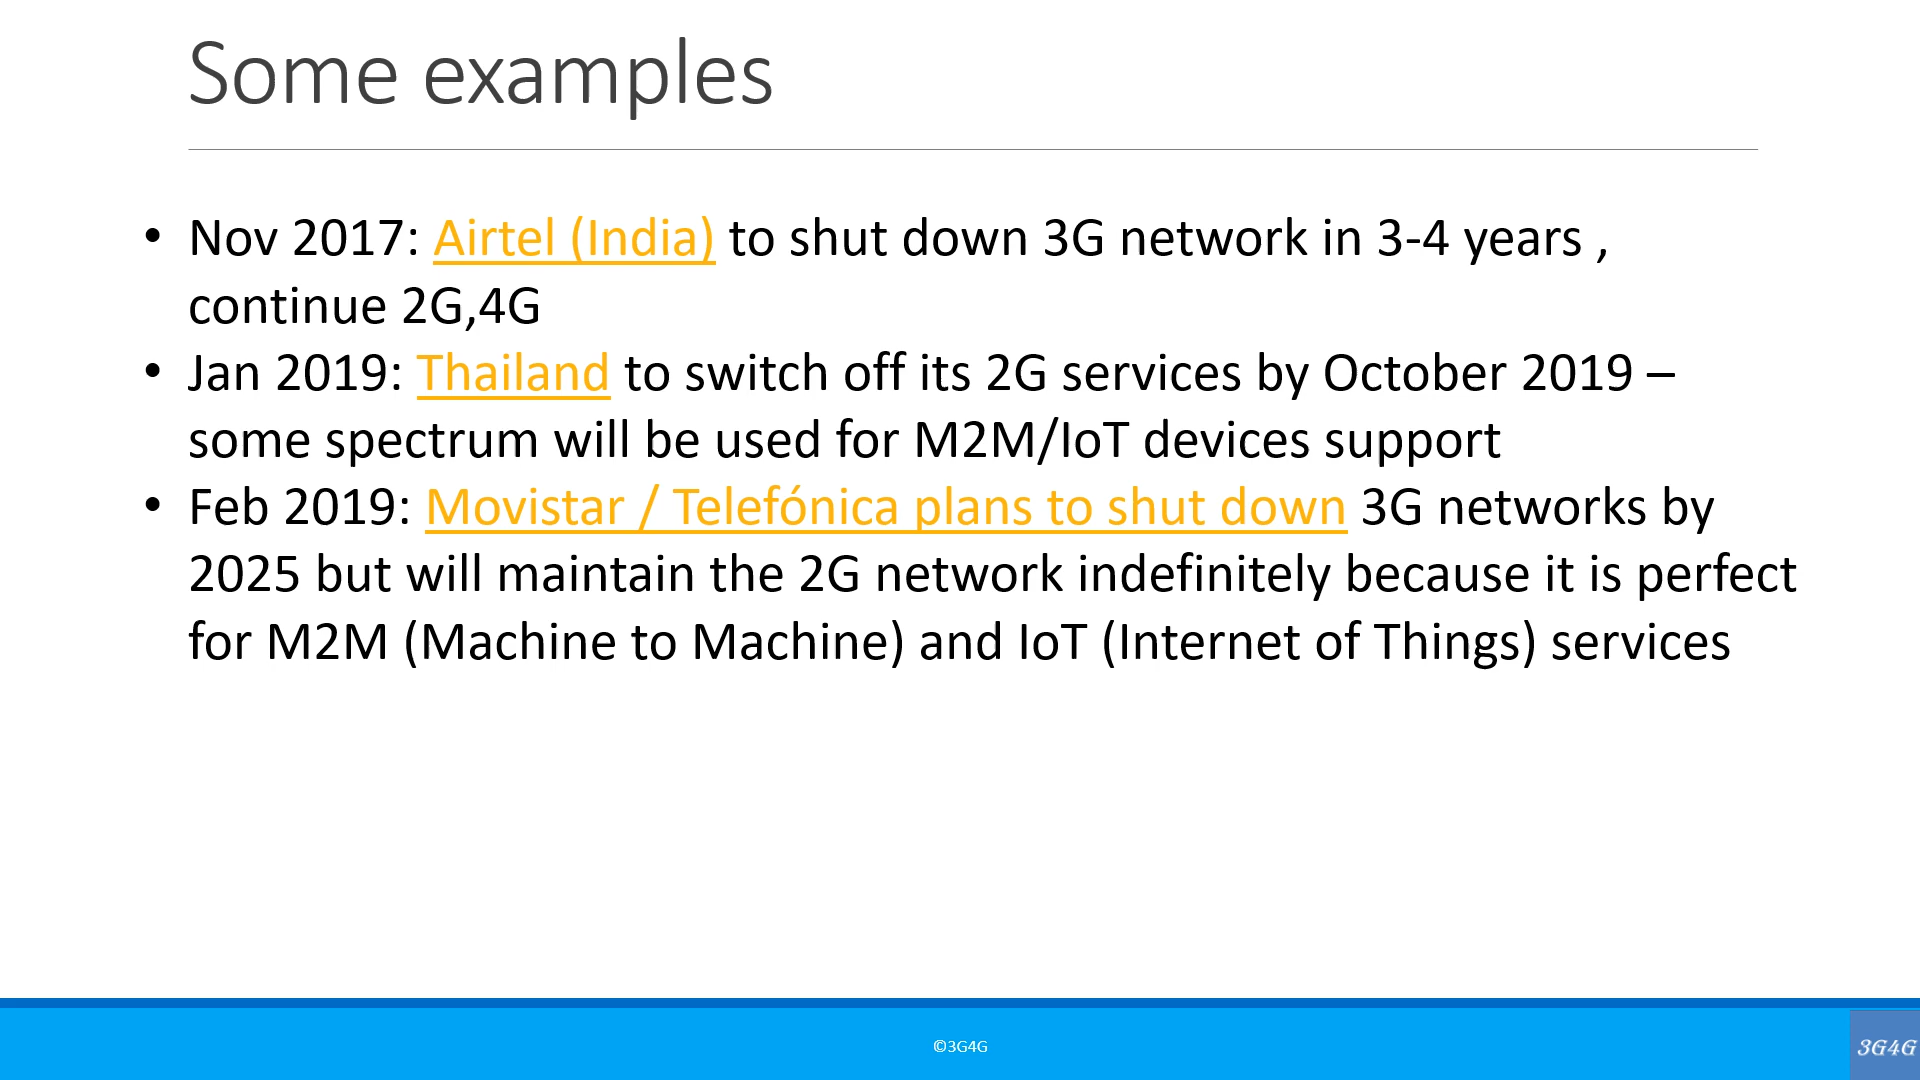 Some examples
• Nov 2017: Airtel (India) to shut down 3G network in 3-4 years ,
continue 2G,4G
• Jan 2019: Thailand to switch off its 2G services by October 2019 –
some spectrum will be used for M2M/IoT devices support
• Feb 2019: Movistar / Telefónica plans to shut down 3G networks by
2025 but will maintain the 2G network indefinitely because it is perfect
for M2M (Machine to Machine) and IoT (Internet of Things) services
©3G4G
3G4G